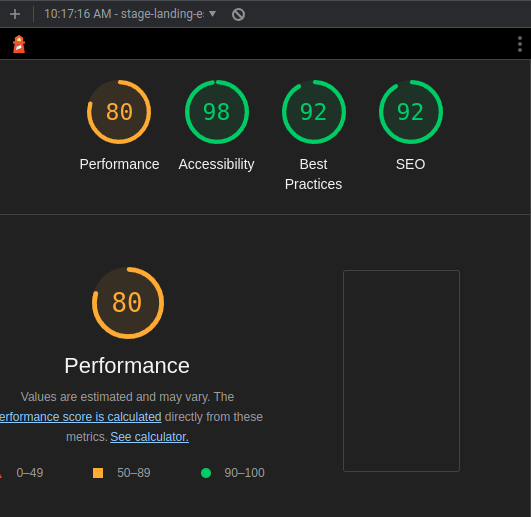 10:17:16 AM - stage-landing-e
80
98
92
92
Performance
Accessibility
Best
Practices
SEO
80
Performance
Values are estimated and may vary. The
erformance score is calculated directly from these
metrics. See calculator.
0–49
50–89
90–100